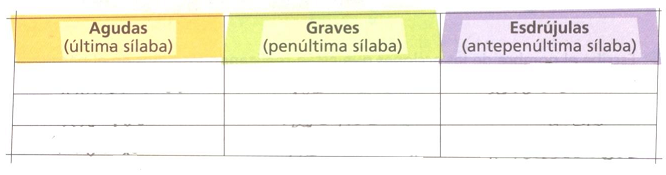 Agudas
(última sílaba)
Graves
(penúltima sílaba)
Esdrújulas
(antepenúltima sílaba)